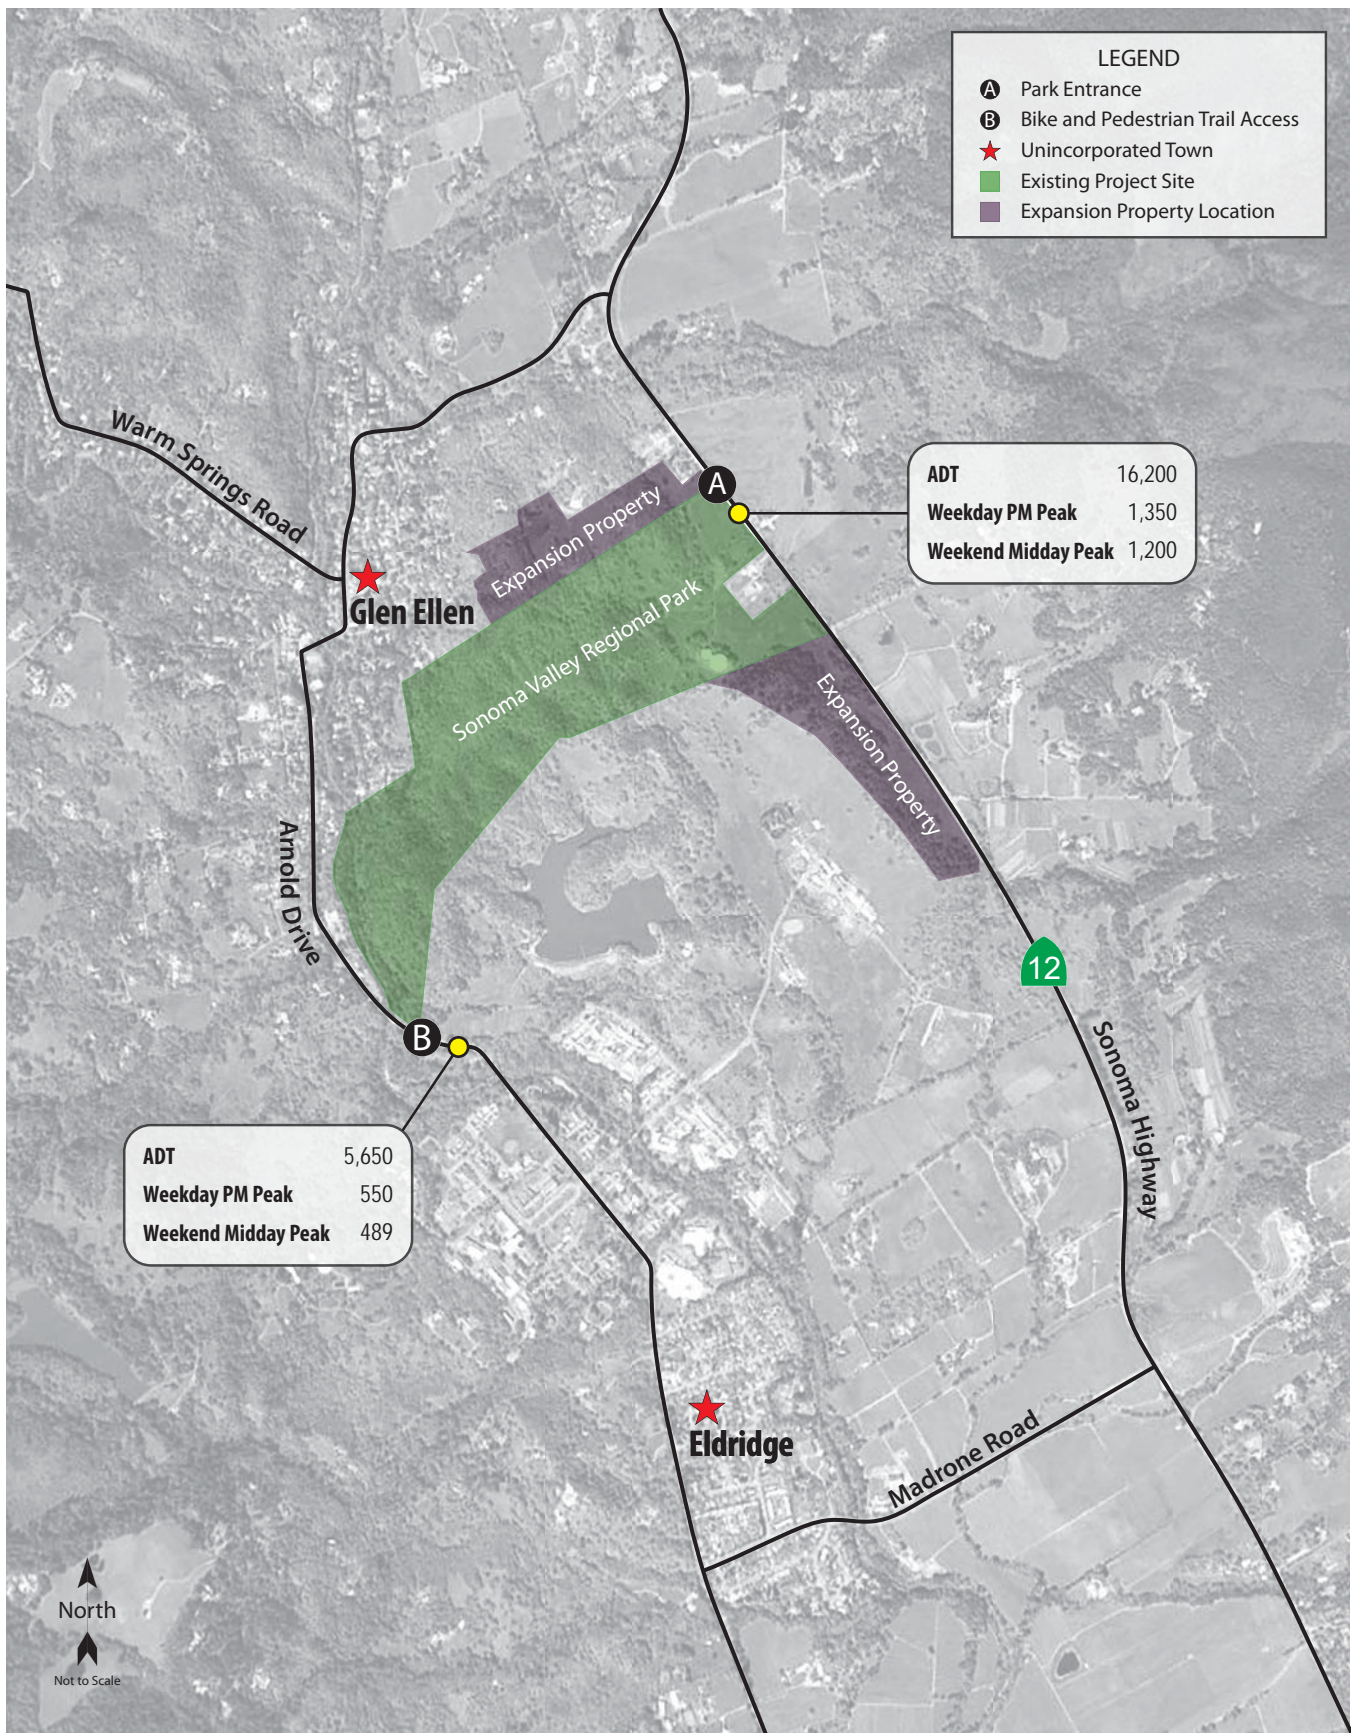 LEGEND
A Park Entrance
B Bike and Pedestrian Trail Access
Unincorporated Town
Existing Project Site
Expansion Property Location
Warm Springs Road
A
ADT 16,200
Weekday PM Peak 1,350
Weekend Midday Peak 1,200
Expansion Property
Glen Ellen
Sonoma Valley Regional Park
Expansion Property
Arnold Drive
12
B
Sonoma Highway
ADT 5,650
Weekday PM Peak 550
Weekend Midday Peak 489
Eldridge
Madrone Road
North
Not to Scale